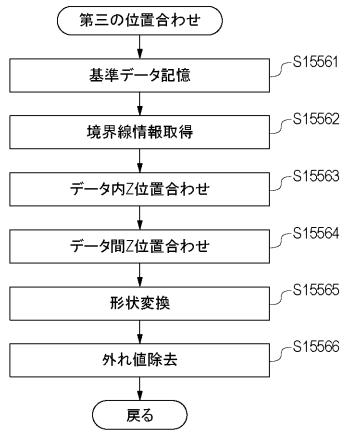 第三の位置合わせ
基準データ記憶
S15561
境界線情報取得
S15562
データ内Z位置合わせ
S15563
データ間Z位置合わせ
S15564
形状変換
S15565
外れ値除去
S15566
戻る